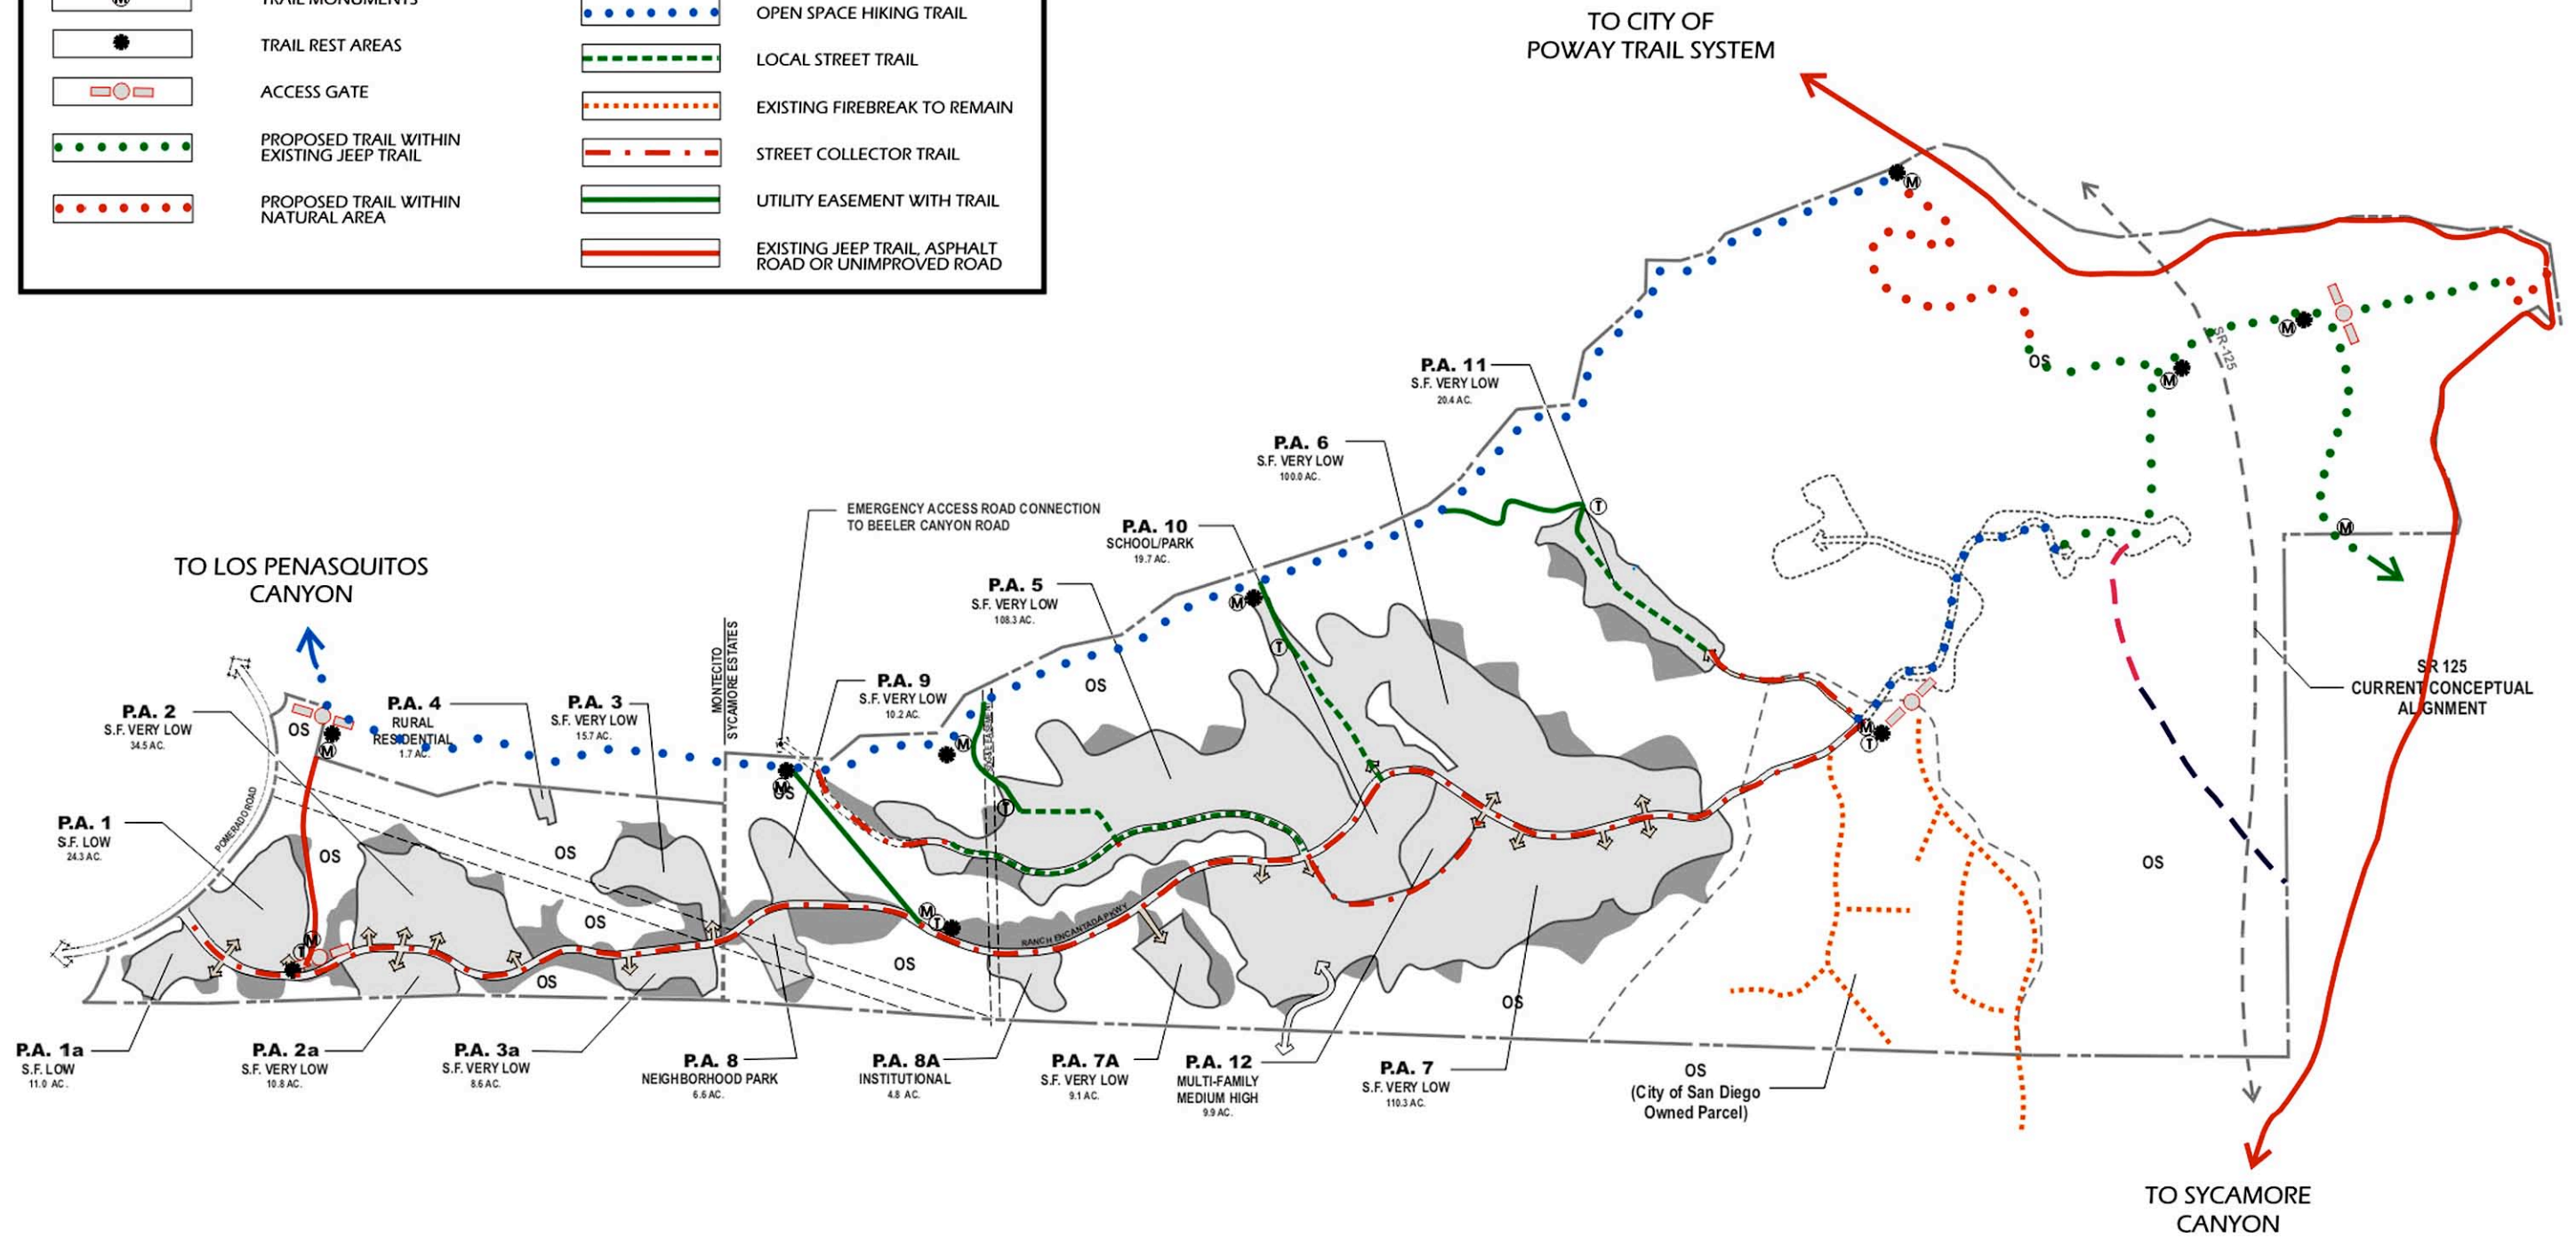 TRAIL MONUMENTS
TRAIL REST AREAS
ACCESS GATE
PROPOSED TRAIL WITHIN
EXISTING JEEP TRAIL
PROPOSED TRAIL WITHIN
NATURAL AREA
OPEN SPACE HIKING TRAIL
LOCAL STREET TRAIL
EXISTING FIREBREAK TO REMAIN
STREET COLLECTOR TRAIL
UTILITY EASEMENT WITH TRAIL
EXISTING JEEP TRAIL, ASPHALT
ROAD OR UNIMPROVED ROAD
TO CITY OF
POWAY TRAIL SYSTEM
M
M
SR-125
OS
M
P.A. 11
S.F. VERY LOW
20.4 AC.
P.A. 6
S.F. VERY LOW
100.0 AC.
T
EMERGENCY ACCESS ROAD CONNECTION
TO BEELER CANYON ROAD
P.A. 10
SCHOOL/PARK
19.7 AC.
M
TO LOS PENASQUITOS
CANYON
P.A. 5
S.F. VERY LOW
108.3 AC.
M
T
MONTECITO
SYCAMORE ESTATES
P.A. 9
S.F. VERY LOW
10.2 AC.
OS
SR 125
CURRENT CONCEPTUAL
ALIGNMENT
P.A. 2
S.F. VERY LOW
34.5 AC.
OS
M
P.A. 4
RURAL
RESIDENTIAL
1.7 AC.
P.A. 3
S.F. VERY LOW
15.7 AC.
M
M
T
M
OS
T
POMERADO ROAD
P.A. 1
S.F. LOW
24.3 AC.
OS
OS
OS
OS
M
T
M
T
RANCH ENCANTADA PKWY
OS
OS
OS
P.A. 1a
S.F. LOW
11.0 AC.
P.A. 2a
S.F. VERY LOW
10.8 AC.
P.A. 3a
S.F. VERY LOW
8.6 AC.
P.A. 8
NEIGHBORHOOD PARK
6.6 AC.
P.A. 8A
INSTITUTIONAL
4.8 AC.
P.A. 7A
S.F. VERY LOW
9.1 AC.
P.A. 12
MULTI-FAMILY
MEDIUM HIGH
9.9 AC.
P.A. 7
S.F. VERY LOW
110.3 AC.
OS
(City of San Diego
Owned Parcel)
TO SYCAMORE
CANYON